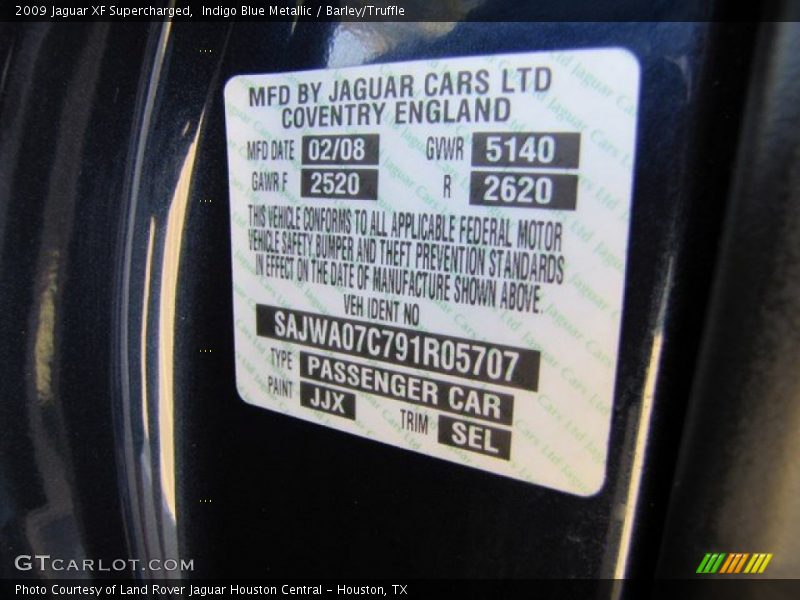 2009 Jaguar XF Supercharged,  Indigo Blue Metallic / Barley/Truffle
MFD BY JAGUAR CARS LTD
COVENTRY ENGLAND
MFD DATE 02/08 GVWR 5140
GAWR F 2520 R 2620
THIS VEHICLE CONFORMS TO ALL APPLICABLE FEDERAL MOTOR
VEHICLE SAFETY BUMPER AND THEFT PREVENTION STANDARDS
IN EFFECT ON THE DATE OF MANUFACTURE SHOWN ABOVE.
VEH IDENT NO
SAJWA07C791R05707
TYPE PASSENGER CAR
PAINT JJX TRIM SEL
GTCARLOT.COM
Photo Courtesy of Land Rover Jaguar Houston Central - Houston, TX